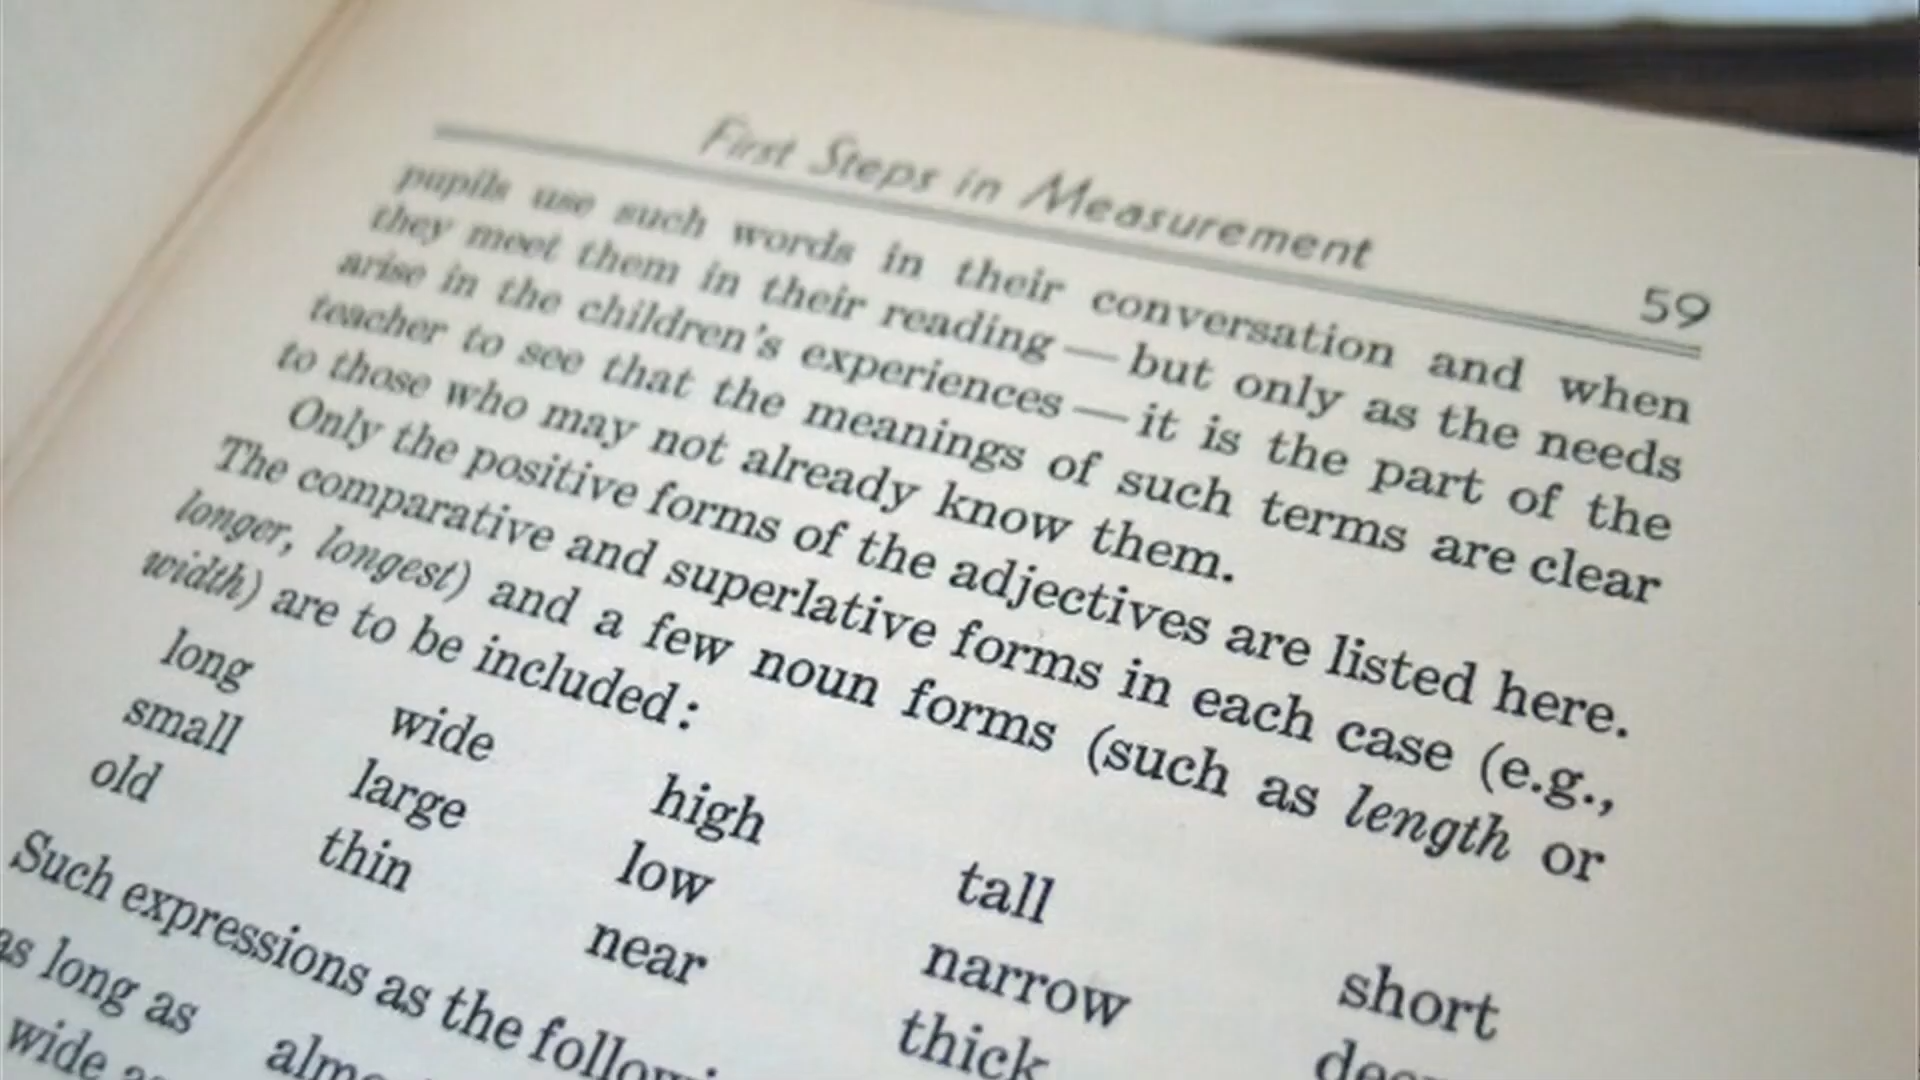 First Steps in Measurement 59
pupils use such words in their conversation and when
they meet them in their reading — but only as the needs
arise in the children's experiences — it is the part of the
teacher to see that the meanings of such terms are clear
to those who may not already know them.
Only the positive forms of the adjectives are listed here.
The comparative and superlative forms in each case (e.g.,
longer, longest) and a few noun forms (such as length or
width) are to be included:
long wide high tall short
small large low narrow
old thin near thick
Such expressions as the
as long as
wide